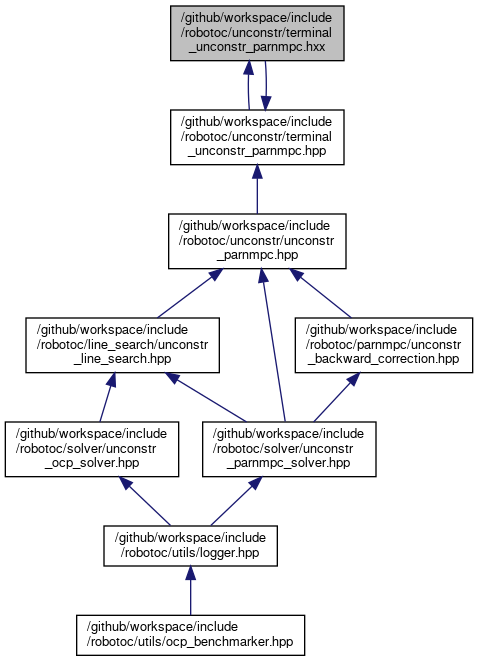 /github/workspace/include
/robotoc/unconstr/terminal
_unconstr_parnmpc.hxx
/github/workspace/include
/robotoc/unconstr/terminal
_unconstr_parnmpc.hpp
/github/workspace/include
/robotoc/unconstr/unconstr
_parnmpc.hpp
/github/workspace/include
/robotoc/line_search/unconstr
_line_search.hpp
/github/workspace/include
/robotoc/parnmpc/unconstr
_backward_correction.hpp
/github/workspace/include
/robotoc/solver/unconstr
_ocp_solver.hpp
/github/workspace/include
/robotoc/solver/unconstr
_parnmpc_solver.hpp
/github/workspace/include
/robotoc/utils/logger.hpp
/github/workspace/include
/robotoc/utils/ocp_benchmarker.hpp